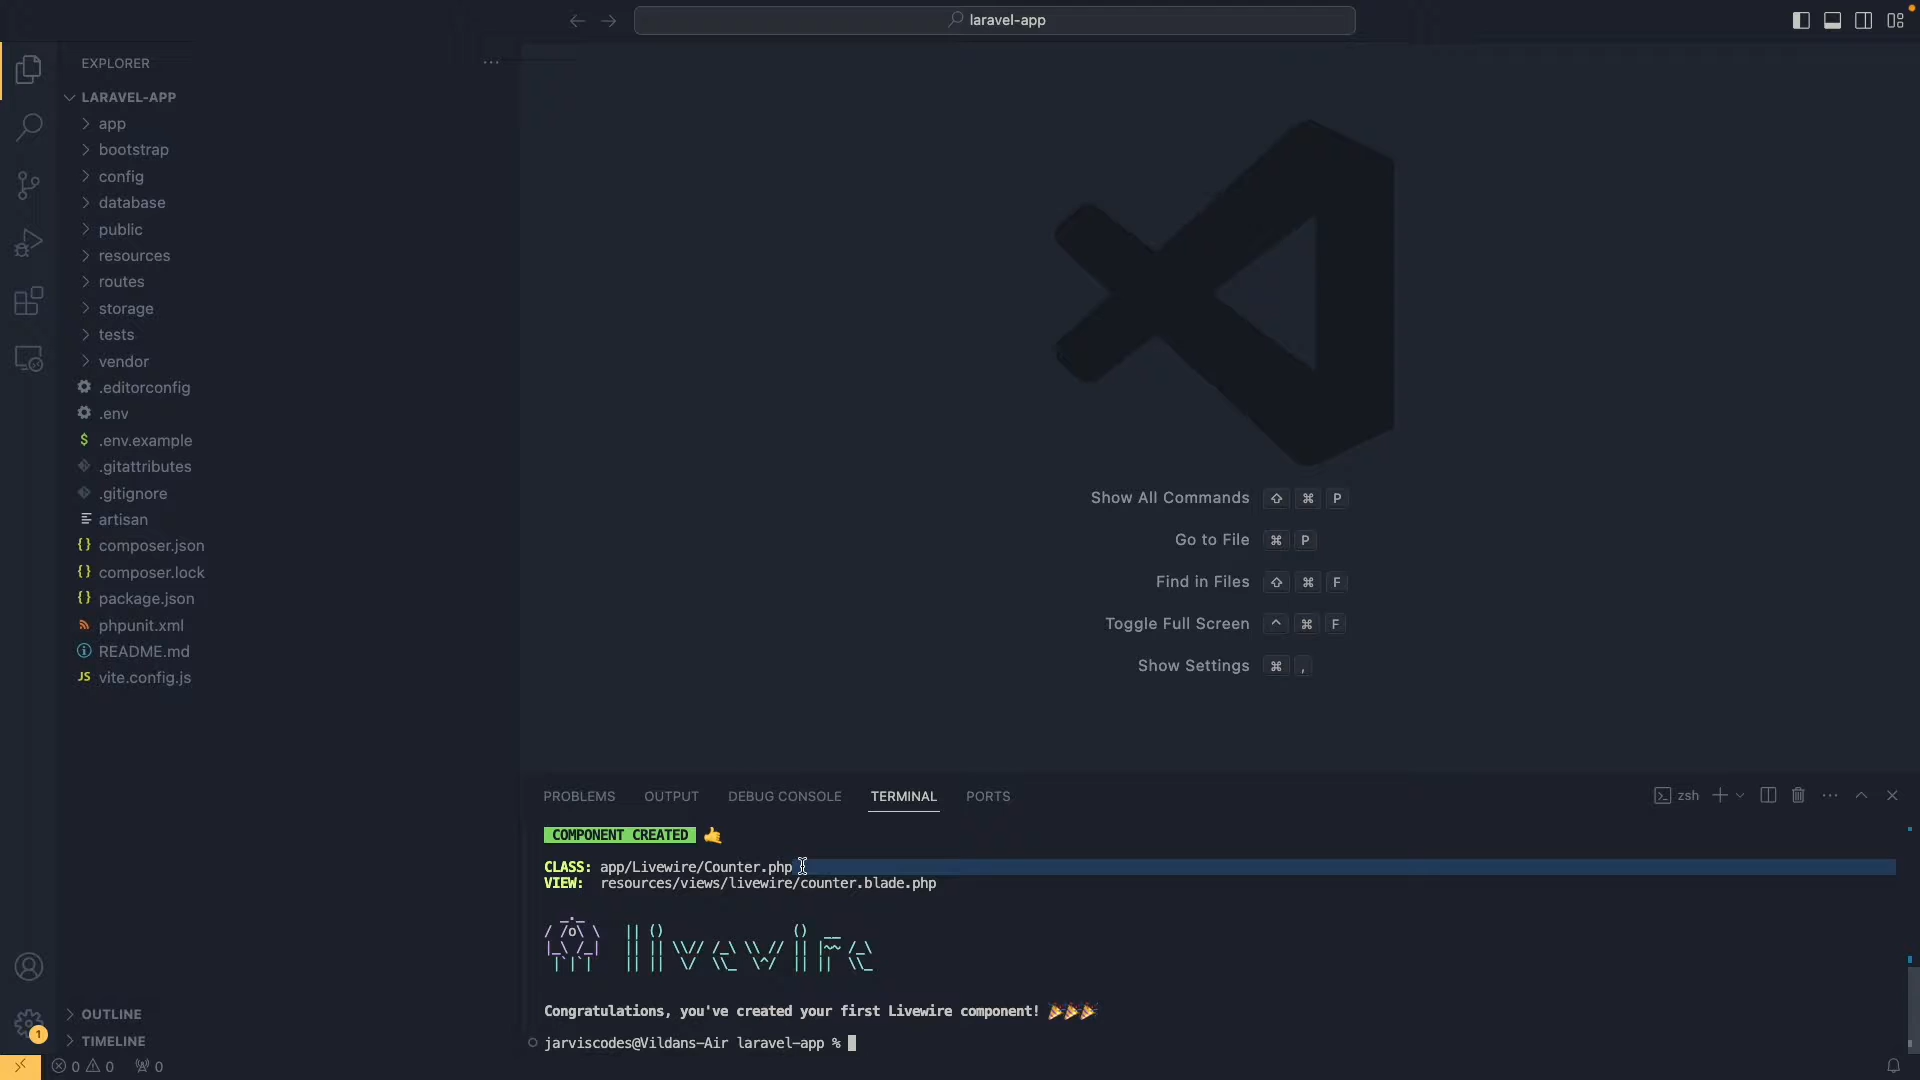 laravel-app
EXPLORER
LARAVEL-APP
app
bootstrap
config
database
public
resources
routes
storage
tests
vendor
.editorconfig
.env
$ .env.example
.gitattributes
.gitignore
artisan
{} composer.json
{} composer.lock
{} package.json
phpunit.xml
README.md
JS vite.config.js
OUTLINE
TIMELINE
1
0 0 0
Show All Commands ⇧ ⌘ P
Go to File ⌘ P
Find in Files ⇧ ⌘ F
Toggle Full Screen ^ ⌘ F
Show Settings ⌘ ,
PROBLEMS OUTPUT DEBUG CONSOLE TERMINAL PORTS
zsh
COMPONENT CREATED 🤙
CLASS: app/Livewire/Counter.php
VIEW: resources/views/livewire/counter.blade.php
Congratulations, you've created your first Livewire component! 🎉🎉🎉
jarviscodes@Vildans-Air laravel-app %